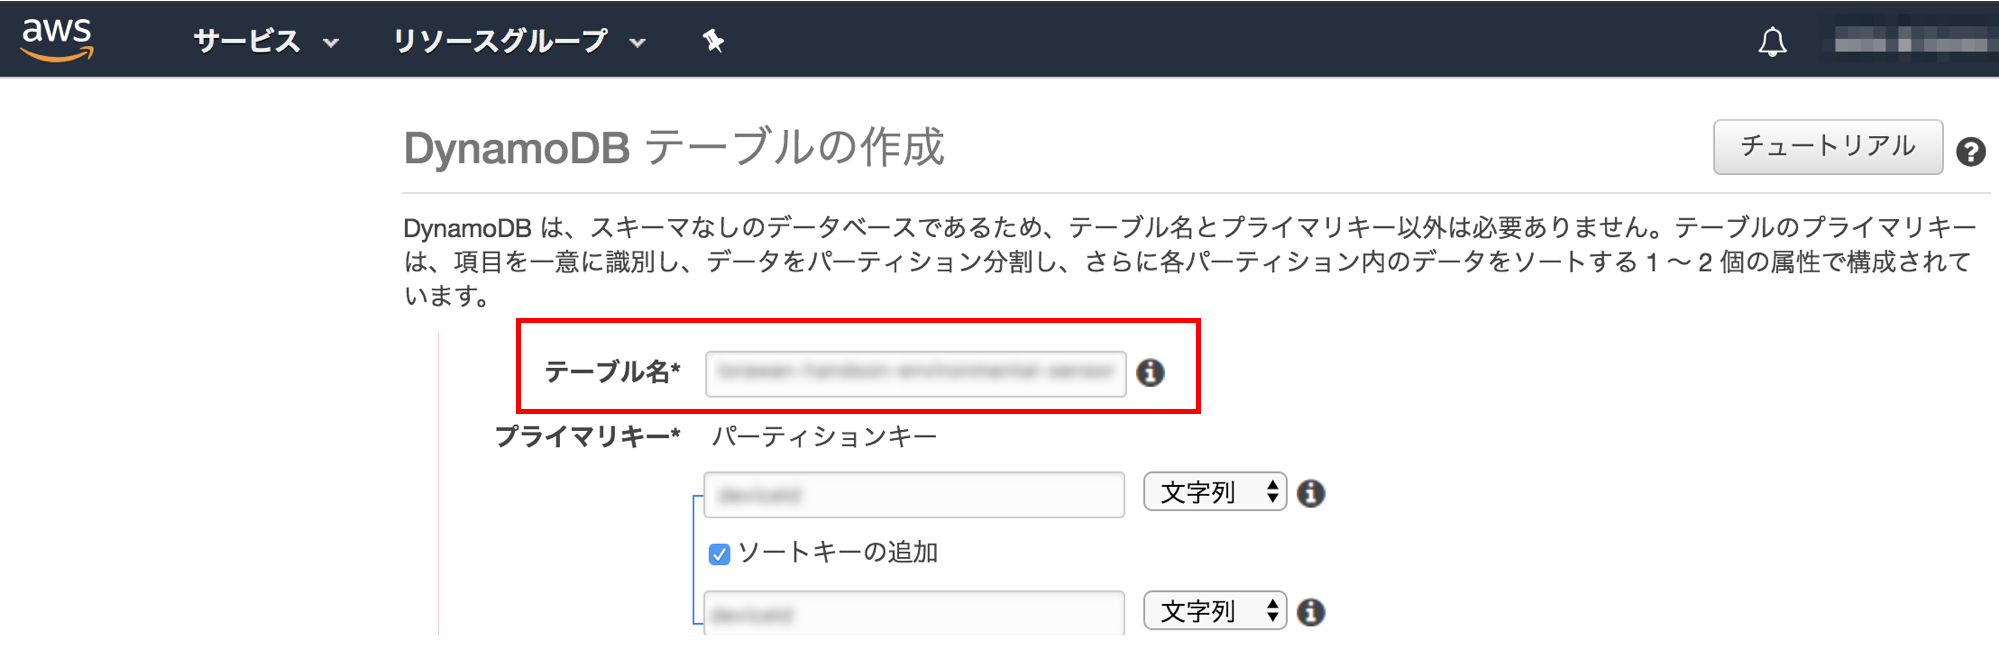 aws サービス リソースグループ
DynamoDB テーブルの作成 チュートリアル
DynamoDB は、スキーマなしのデータベースであるため、テーブル名とプライマリキー以外は必要ありません。テーブルのプライマリキー
は、項目を一意に識別し、データをパーティション分割し、さらに各パーティション内のデータをソートする 1 〜 2 個の属性で構成されて
います。
テーブル名*
プライマリキー* パーティションキー
文字列
ソートキーの追加
文字列